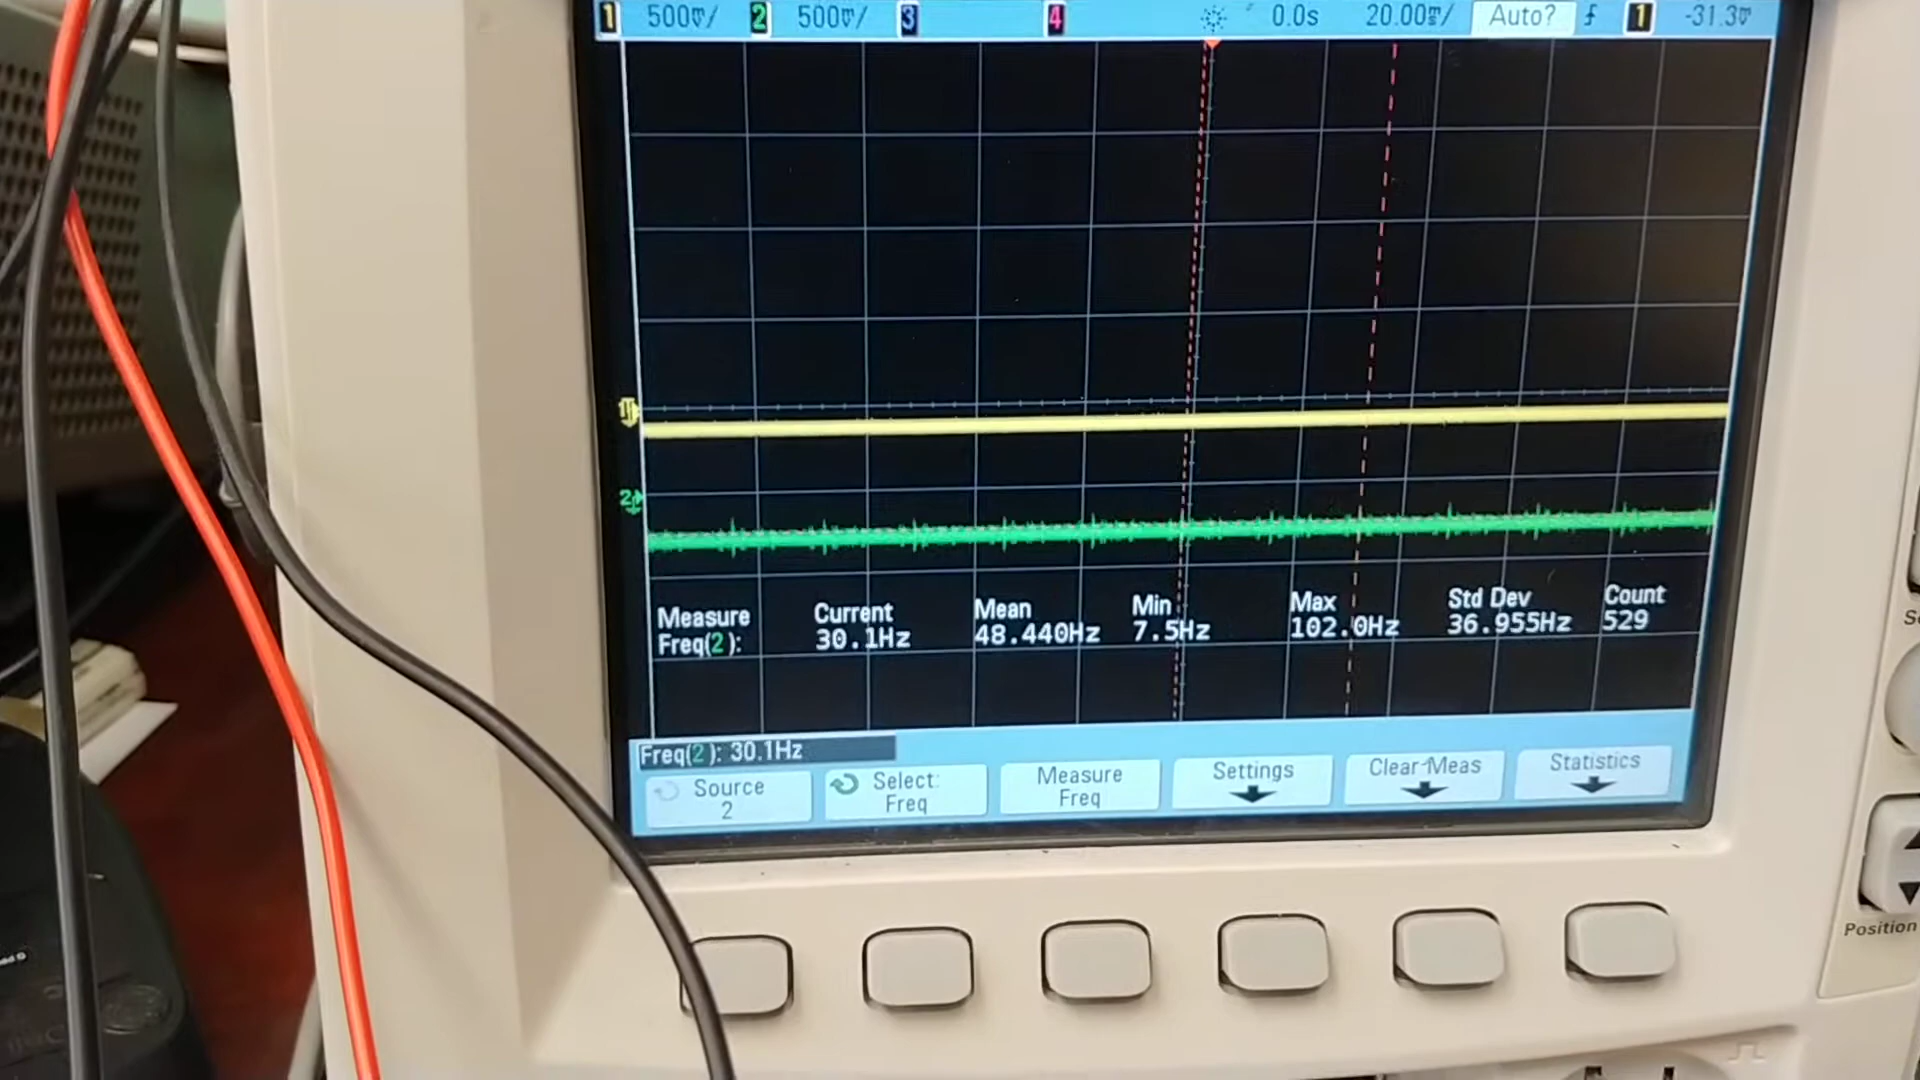 1 500mV/ 2 500mV/ 3 4 0.0s 20.00ms/ Auto? 1 -31.3mV
2
Measure Current Mean Min Max Std Dev Count
Freq(2): 30.1Hz 48.440Hz 7.5Hz 102.0Hz 36.955Hz 529
Freq(2): 30.1Hz
Source
2
Select:
Freq
Measure
Freq
Settings
Clear Meas
Statistics
Position